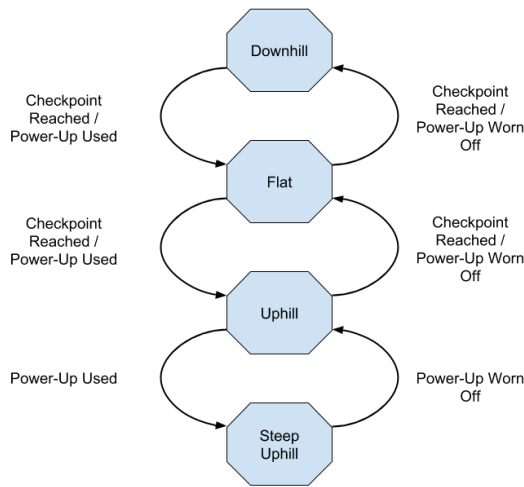 Downhill
Checkpoint
Reached /
Power-Up Used
Checkpoint
Reached /
Power-Up Worn
Off
Flat
Checkpoint
Reached /
Power-Up Used
Checkpoint
Reached /
Power-Up Worn
Off
Uphill
Power-Up Used
Power-Up Worn
Off
Steep
Uphill